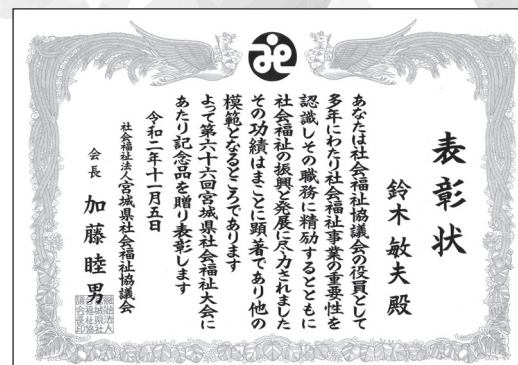 表彰状
鈴木敏夫 殿
あなたは社会福祉協議会の役員として
多年にわたり社会福祉事業の重要性を
認識しその職務に精励するとともに
社会福祉の振興と発展に尽力されました
その功績はまことに顕著であり他の
模範となるところであります
よって第六十六回宮城県社会福祉大会に
あたり記念品を贈り表彰します
令和二年十一月五日
社会福祉法人宮城県社会福祉協議会
会長 加藤睦男